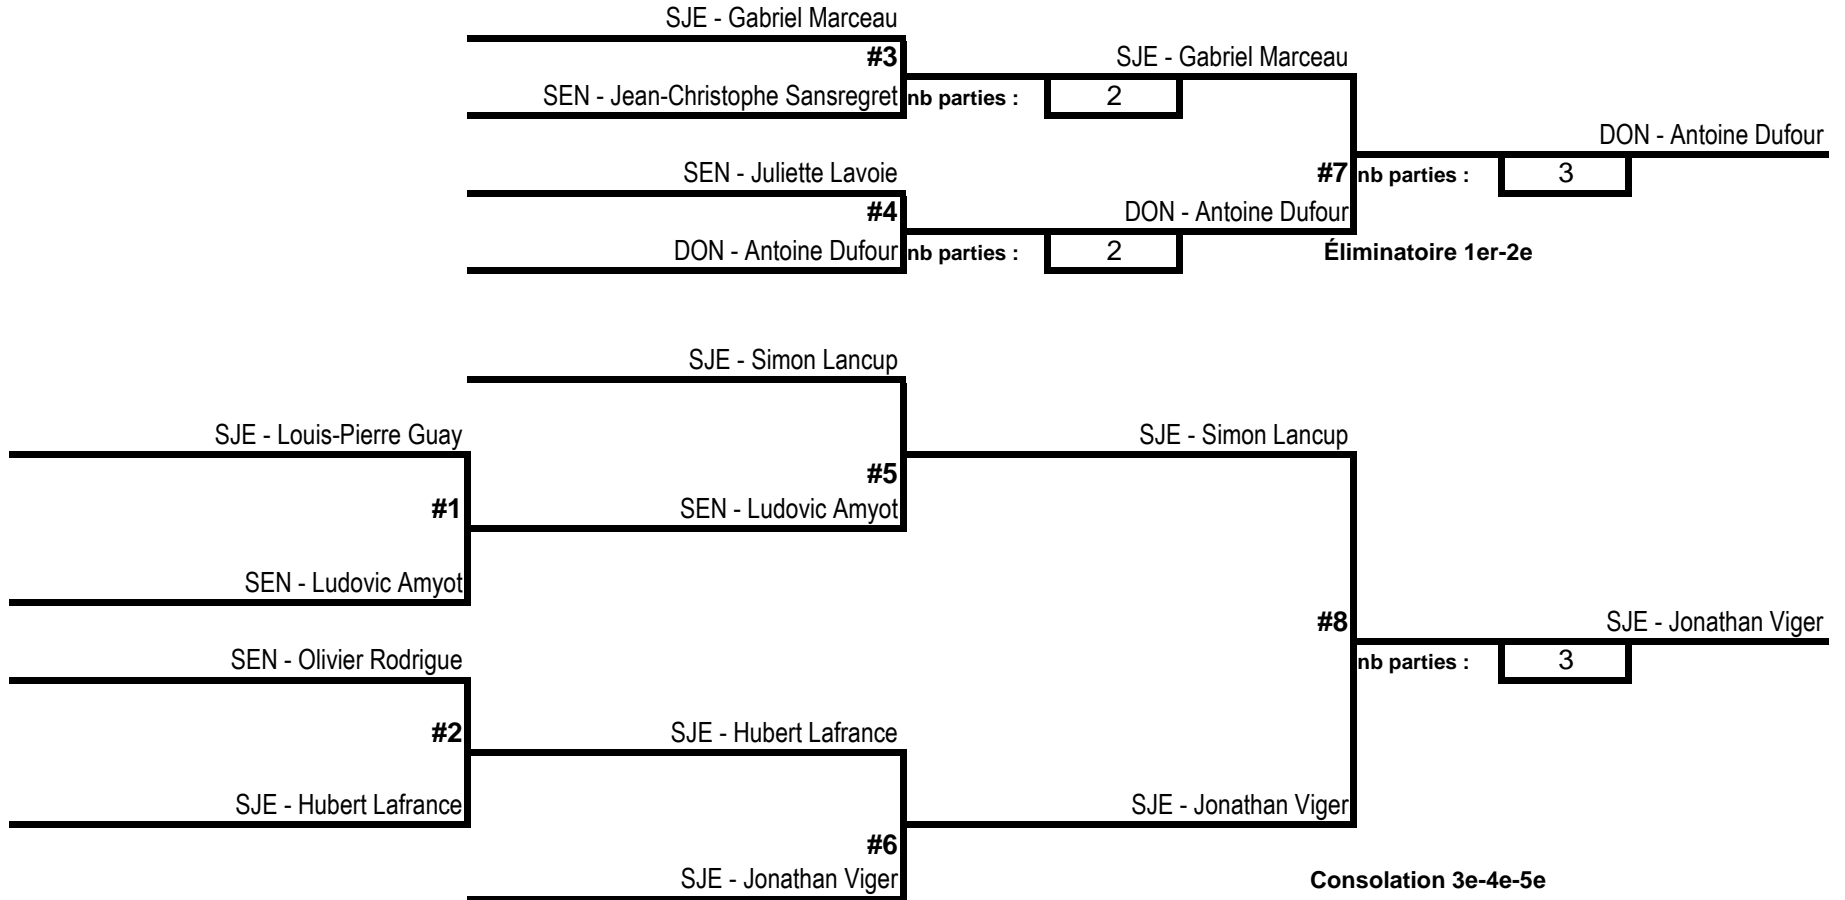 SJE - Gabriel Marceau
#3
SJE - Gabriel Marceau
SEN - Jean-Christophe Sansregret
nb parties :
2
DON - Antoine Dufour
SEN - Juliette Lavoie
#7
nb parties :
3
#4
DON - Antoine Dufour
DON - Antoine Dufour
nb parties :
2
Éliminatoire 1er-2e
SJE - Simon Lancup
SJE - Louis-Pierre Guay
SJE - Simon Lancup
#5
#1
SEN - Ludovic Amyot
SEN - Ludovic Amyot
#8
SJE - Jonathan Viger
SEN - Olivier Rodrigue
nb parties :
3
#2
SJE - Hubert Lafrance
SJE - Hubert Lafrance
SJE - Jonathan Viger
#6
SJE - Jonathan Viger
Consolation 3e-4e-5e